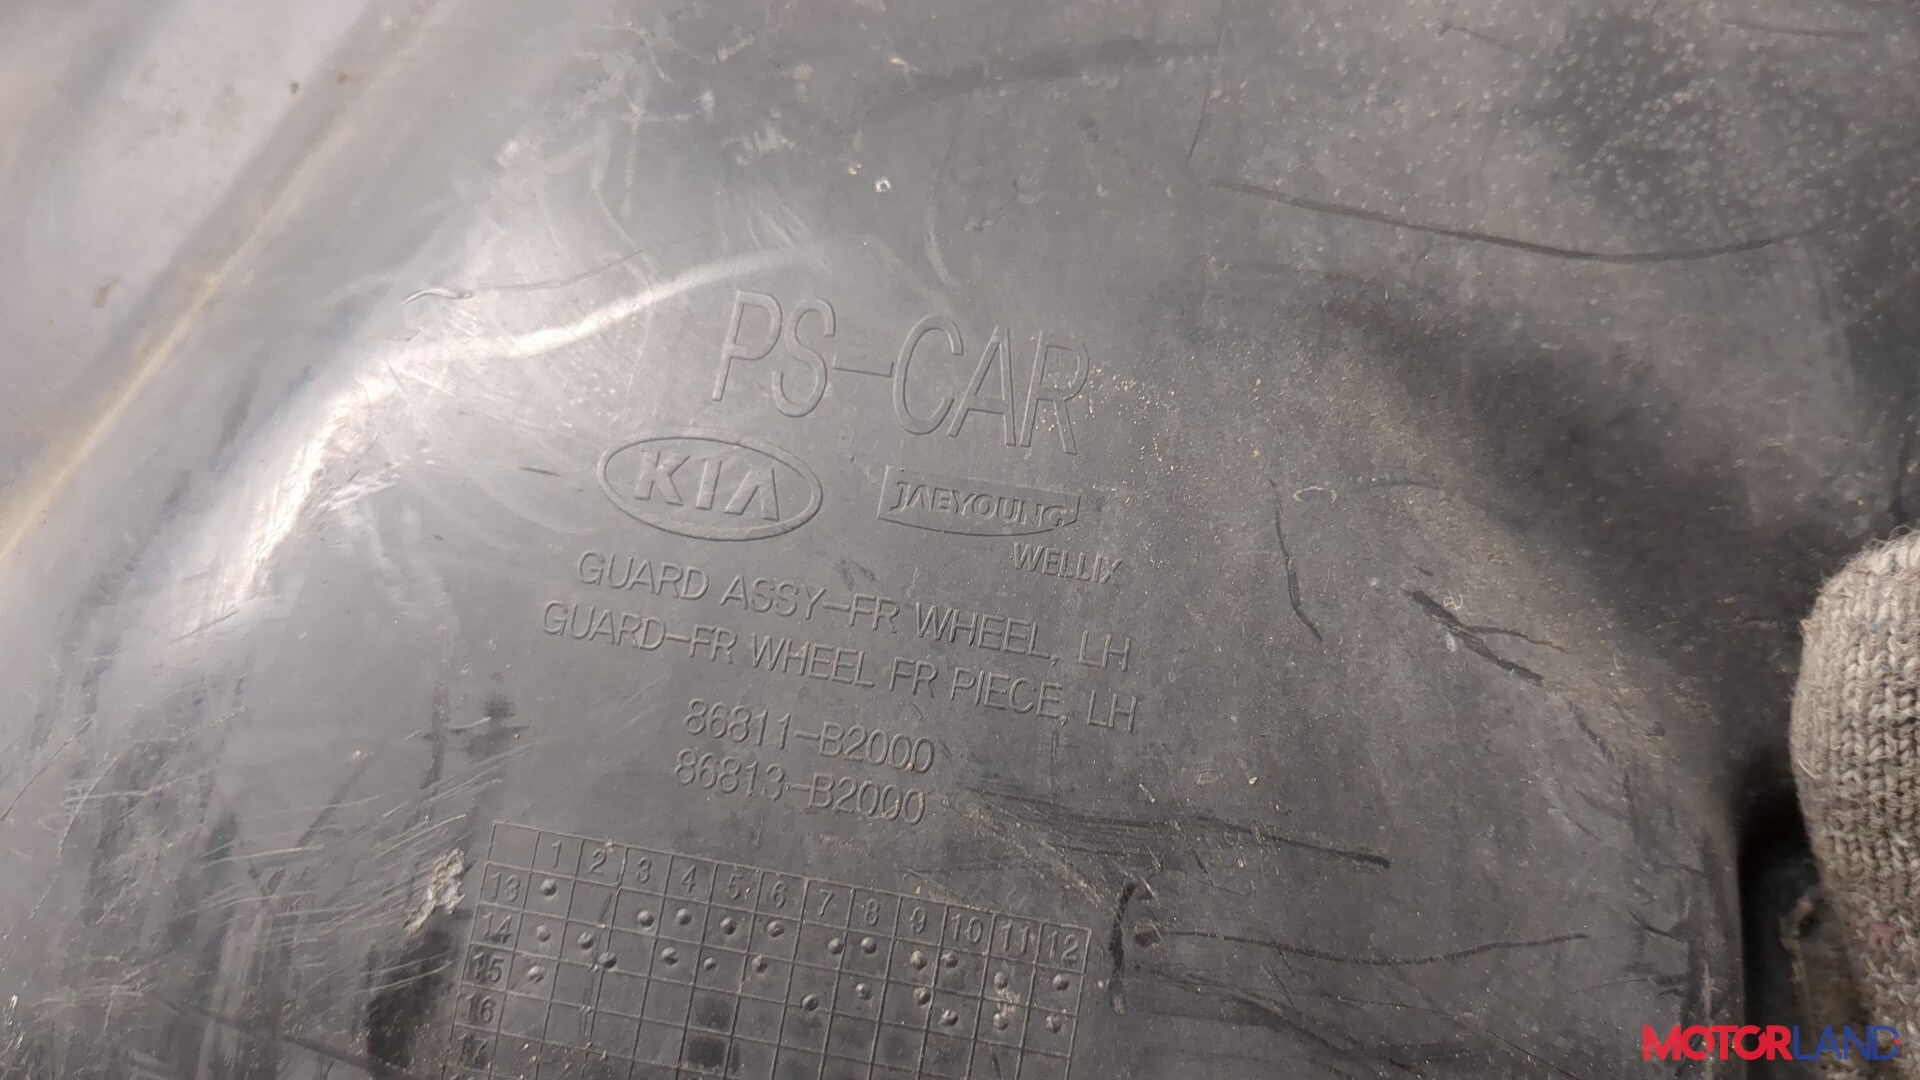 PS-CAR
KIA JAEYOUNG
WELLIX
GUARD ASSY-FR WHEEL, LH
GUARD-FR WHEEL FR PIECE, LH
86811-B2000
86813-B2000
1 2 3 4 5 6 7 8 9 10 11 12
13
14
15
16
17
MOTORLAND